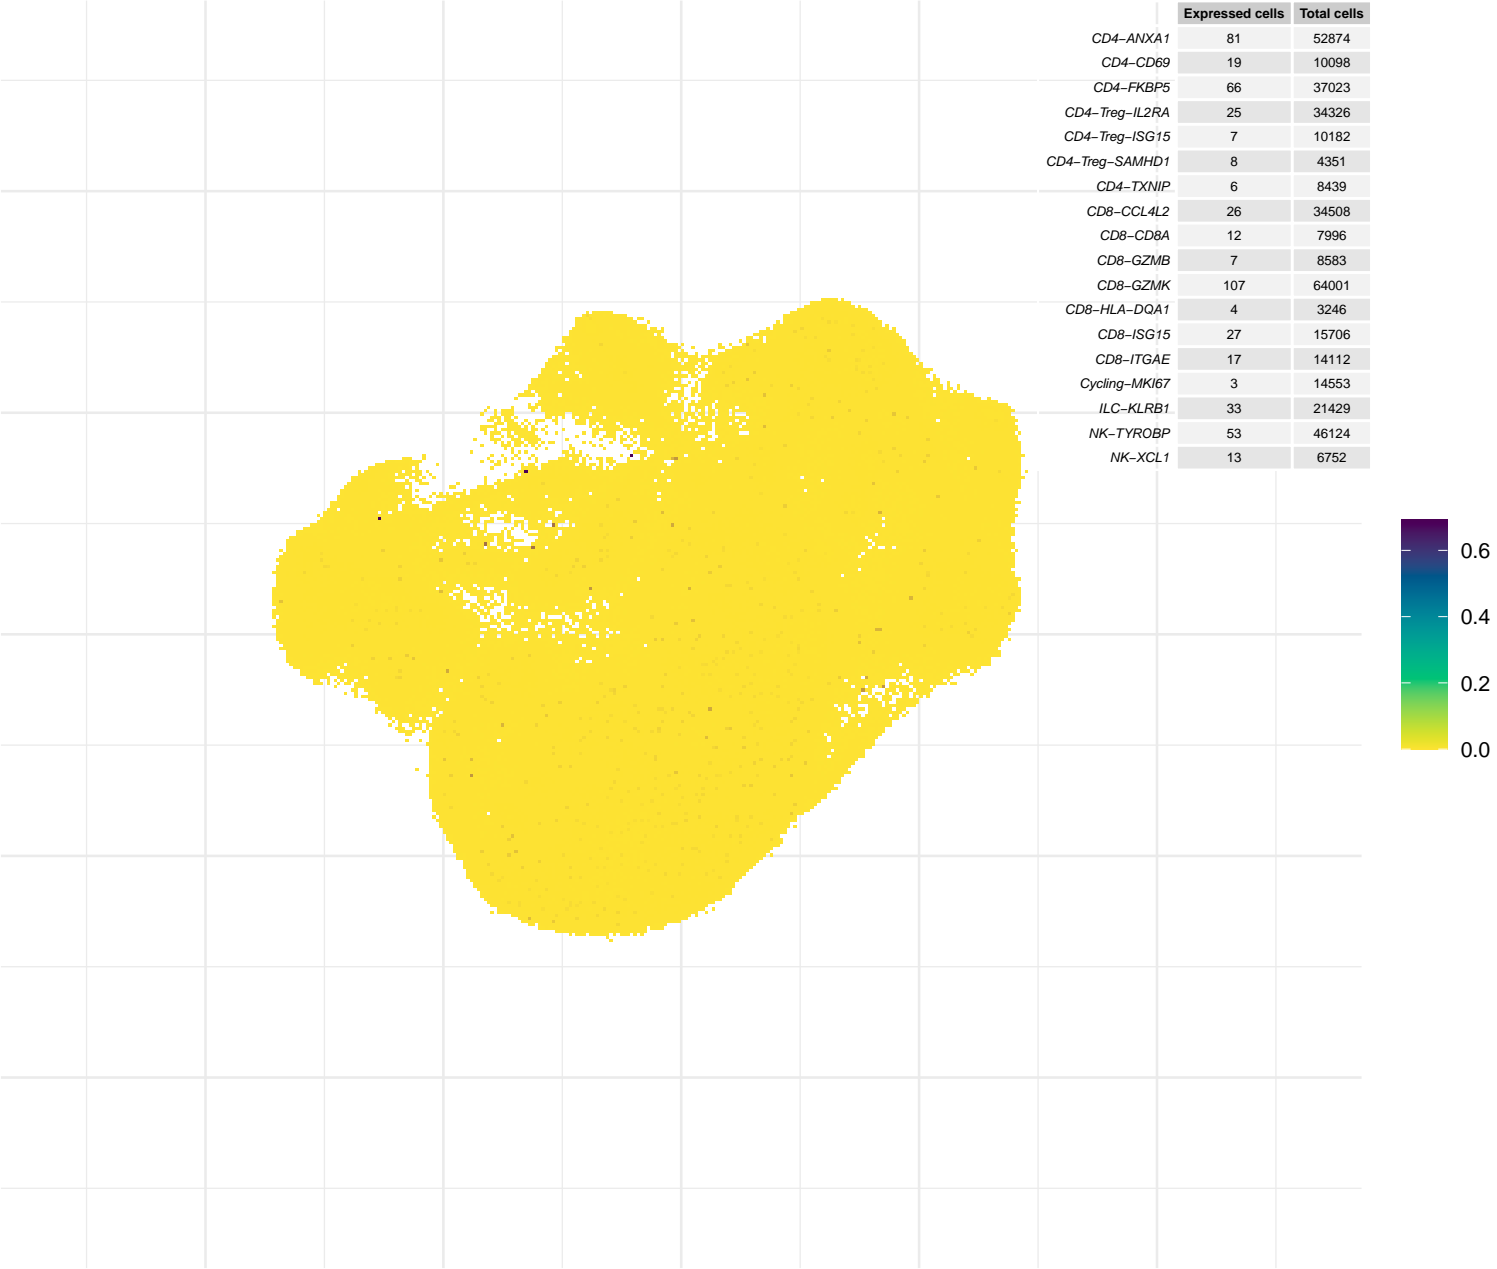 Expressed cells Total cells
CD4−ANXA1 81 52874
CD4−CD69 19 10098
CD4−FKBP5 66 37023
CD4−Treg−IL2RA 25 34326
CD4−Treg−ISG15 7 10182
CD4−Treg−SAMHD1 8 4351
CD4−TXNIP 6 8439
CD8−CCL4L2 26 34508
CD8−CD8A 12 7996
CD8−GZMB 7 8583
CD8−GZMK 107 64001
CD8−HLA−DQA1 4 3246
CD8−ISG15 27 15706
CD8−ITGAE 17 14112
Cycling−MKI67 3 14553
ILC−KLRB1 33 21429
NK−TYROBP 53 46124
NK−XCL1 13 6752
0.6
0.4
0.2
0.0